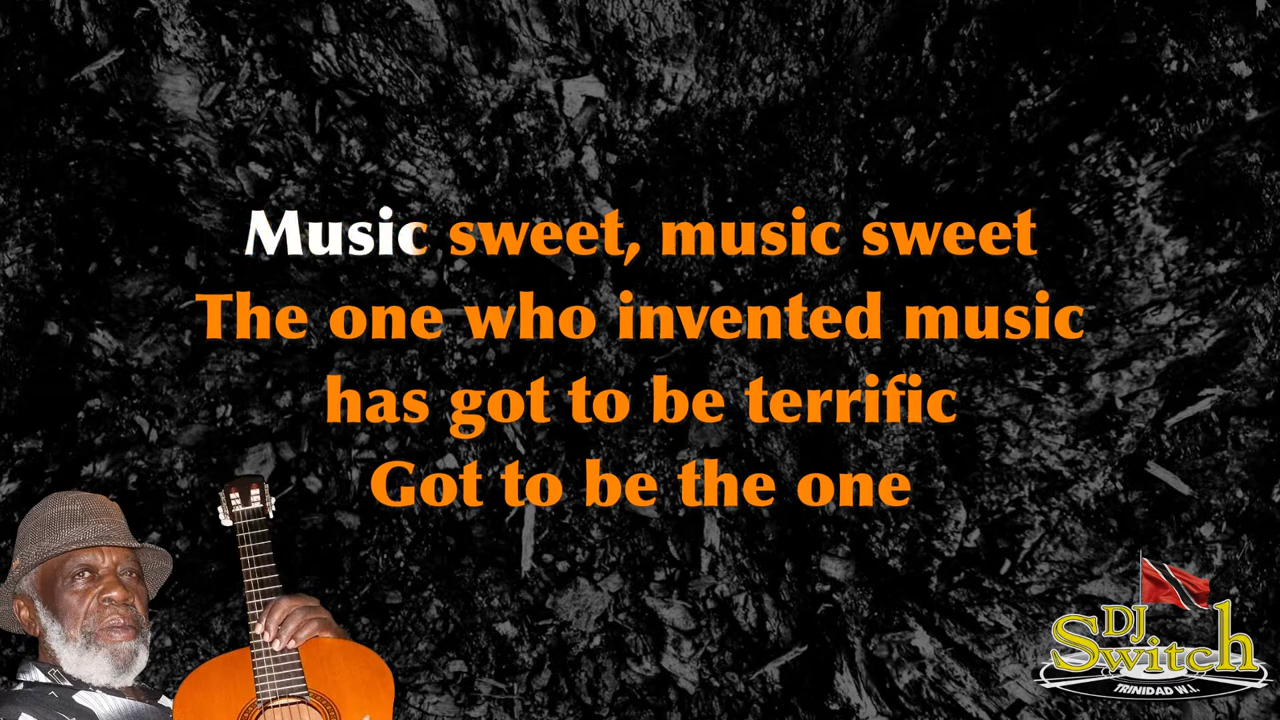 Music sweet, music sweet
The one who invented music
has got to be terrific
Got to be the one
DJ
Switch
TRINIDAD W.I.